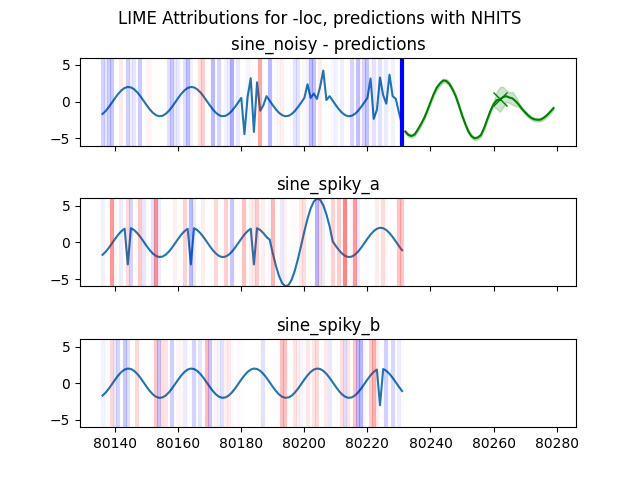 LIME Attributions for -loc, predictions with NHITS
sine_noisy - predictions
5
0
−5
sine_spiky_a
5
0
−5
sine_spiky_b
5
0
−5
80140 80160 80180 80200 80220 80240 80260 80280